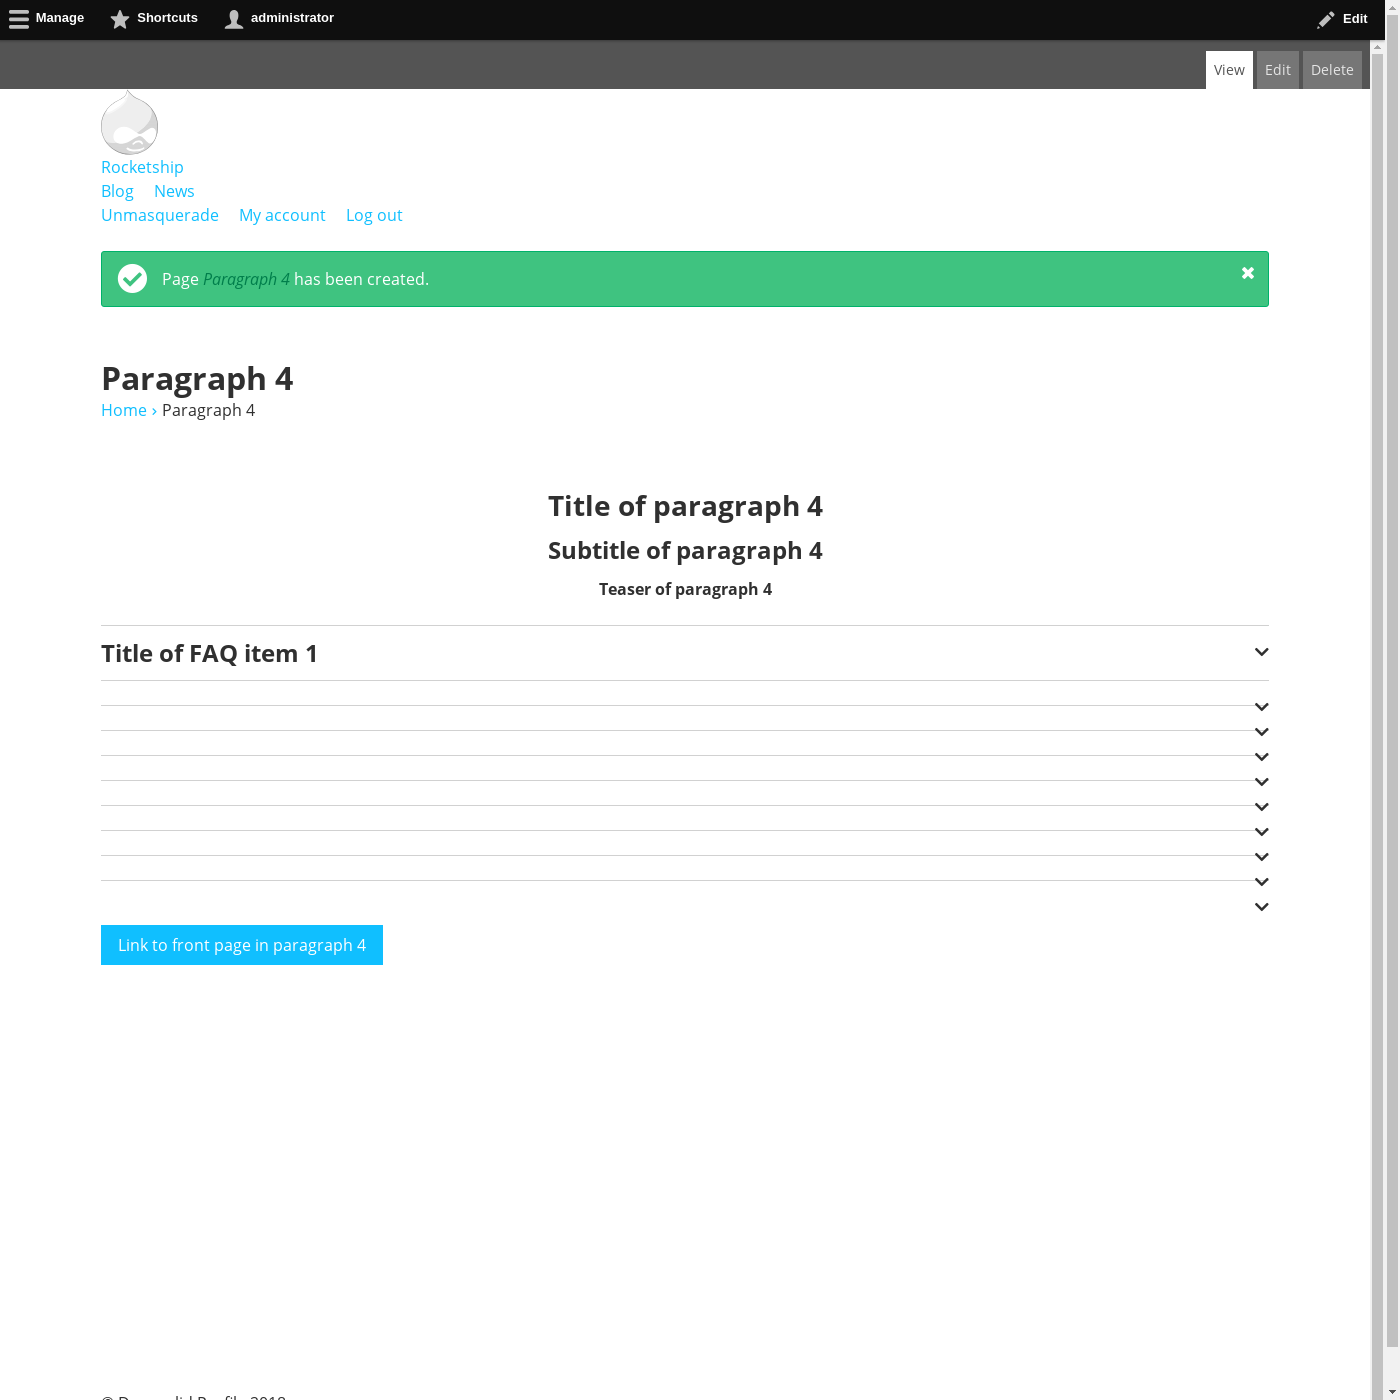 Manage Shortcuts administrator Edit
View Edit Delete
Rocketship
Blog News
Unmasquerade My account Log out
Page Paragraph 4 has been created.
Paragraph 4
Home › Paragraph 4
Title of paragraph 4
Subtitle of paragraph 4
Teaser of paragraph 4
Title of FAQ item 1
Link to front page in paragraph 4